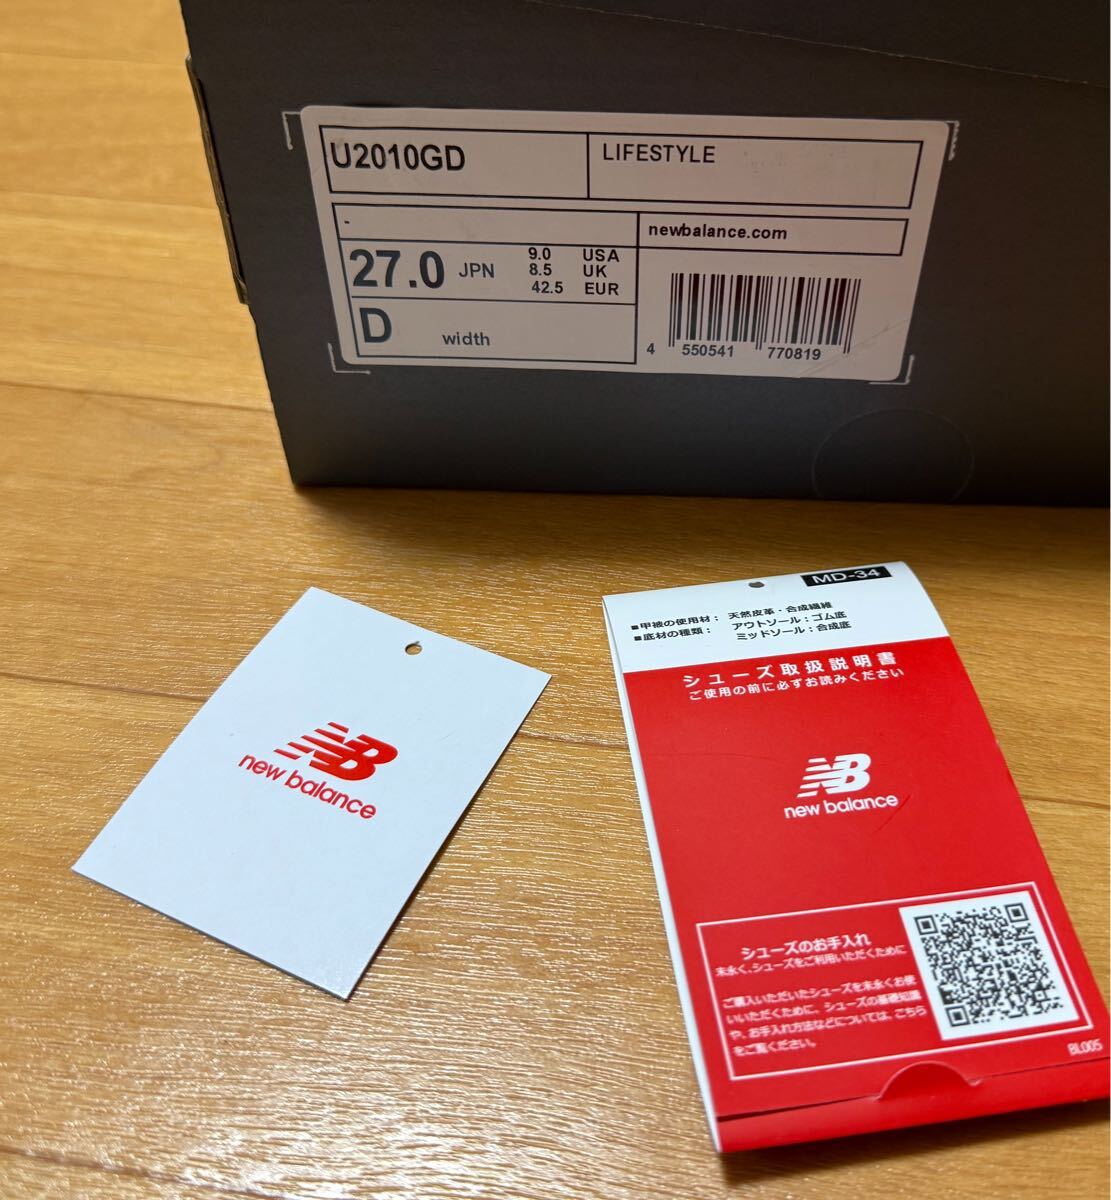 U2010GD
LIFESTYLE
-
newbalance.com
27.0 JPN
9.0 USA
8.5 UK
42.5 EUR
D width
4 550541 770819
NB
new balance
MD-34
■甲被の使用材： 天然皮革・合成繊維
■底材の種類： アウトソール：ゴム底
ミッドソール：合成底
シューズ取扱説明書
ご使用の前に必ずお読みください
NB
new balance
シューズのお手入れ
末永く、シューズをご利用いただくために
ご購入いただいたシューズを末永くお使
いいただくために、シューズの基礎知識
や、お手入れ方法などについては、こちら
をご覧ください。
BL005